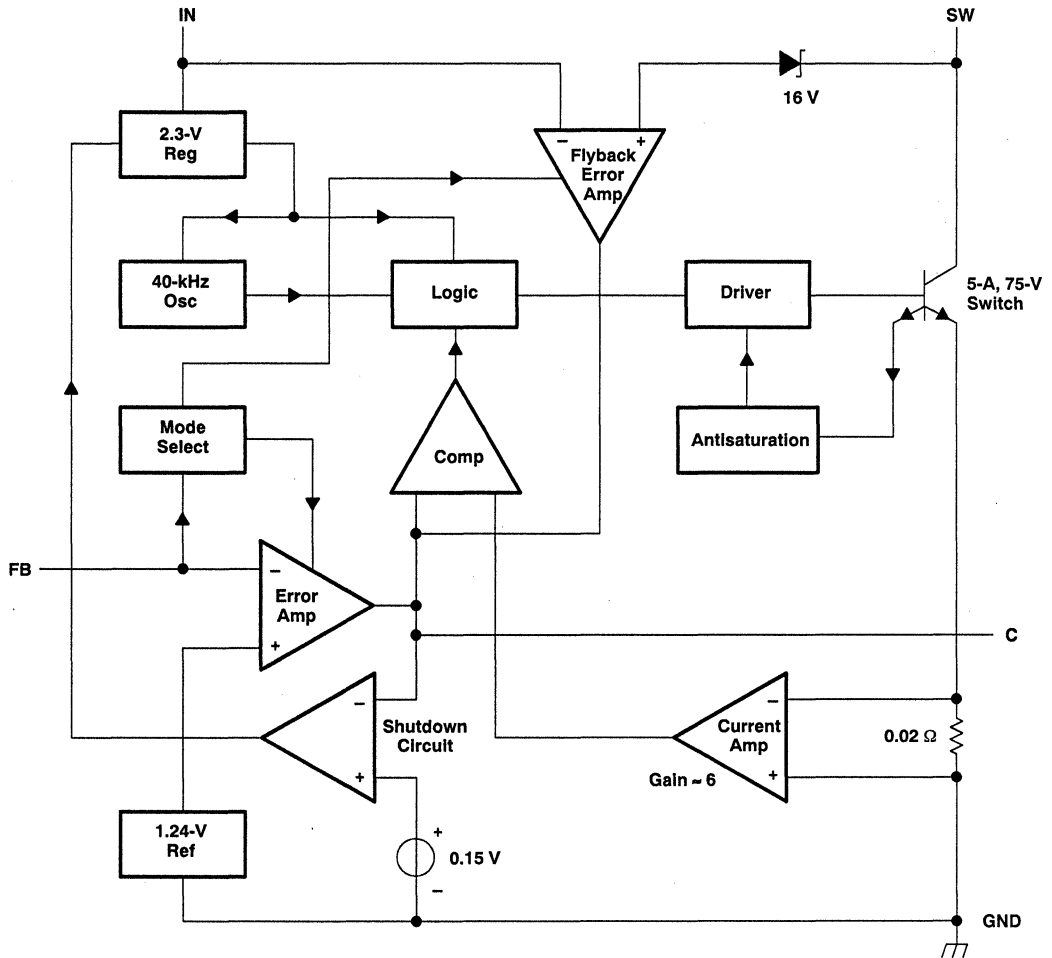 IN
SW
16 V
2.3-V
Reg
−
+
Flyback
Error
Amp
40-kHz
Osc
Logic
Driver
5-A, 75-V
Switch
Mode
Select
Comp
Antisaturation
FB
−
Error
Amp
+
C
−
Shutdown
Circuit
+
−
Current
Amp
+
Gain ≈ 6
0.02 Ω
1.24-V
Ref
+
0.15 V
−
GND